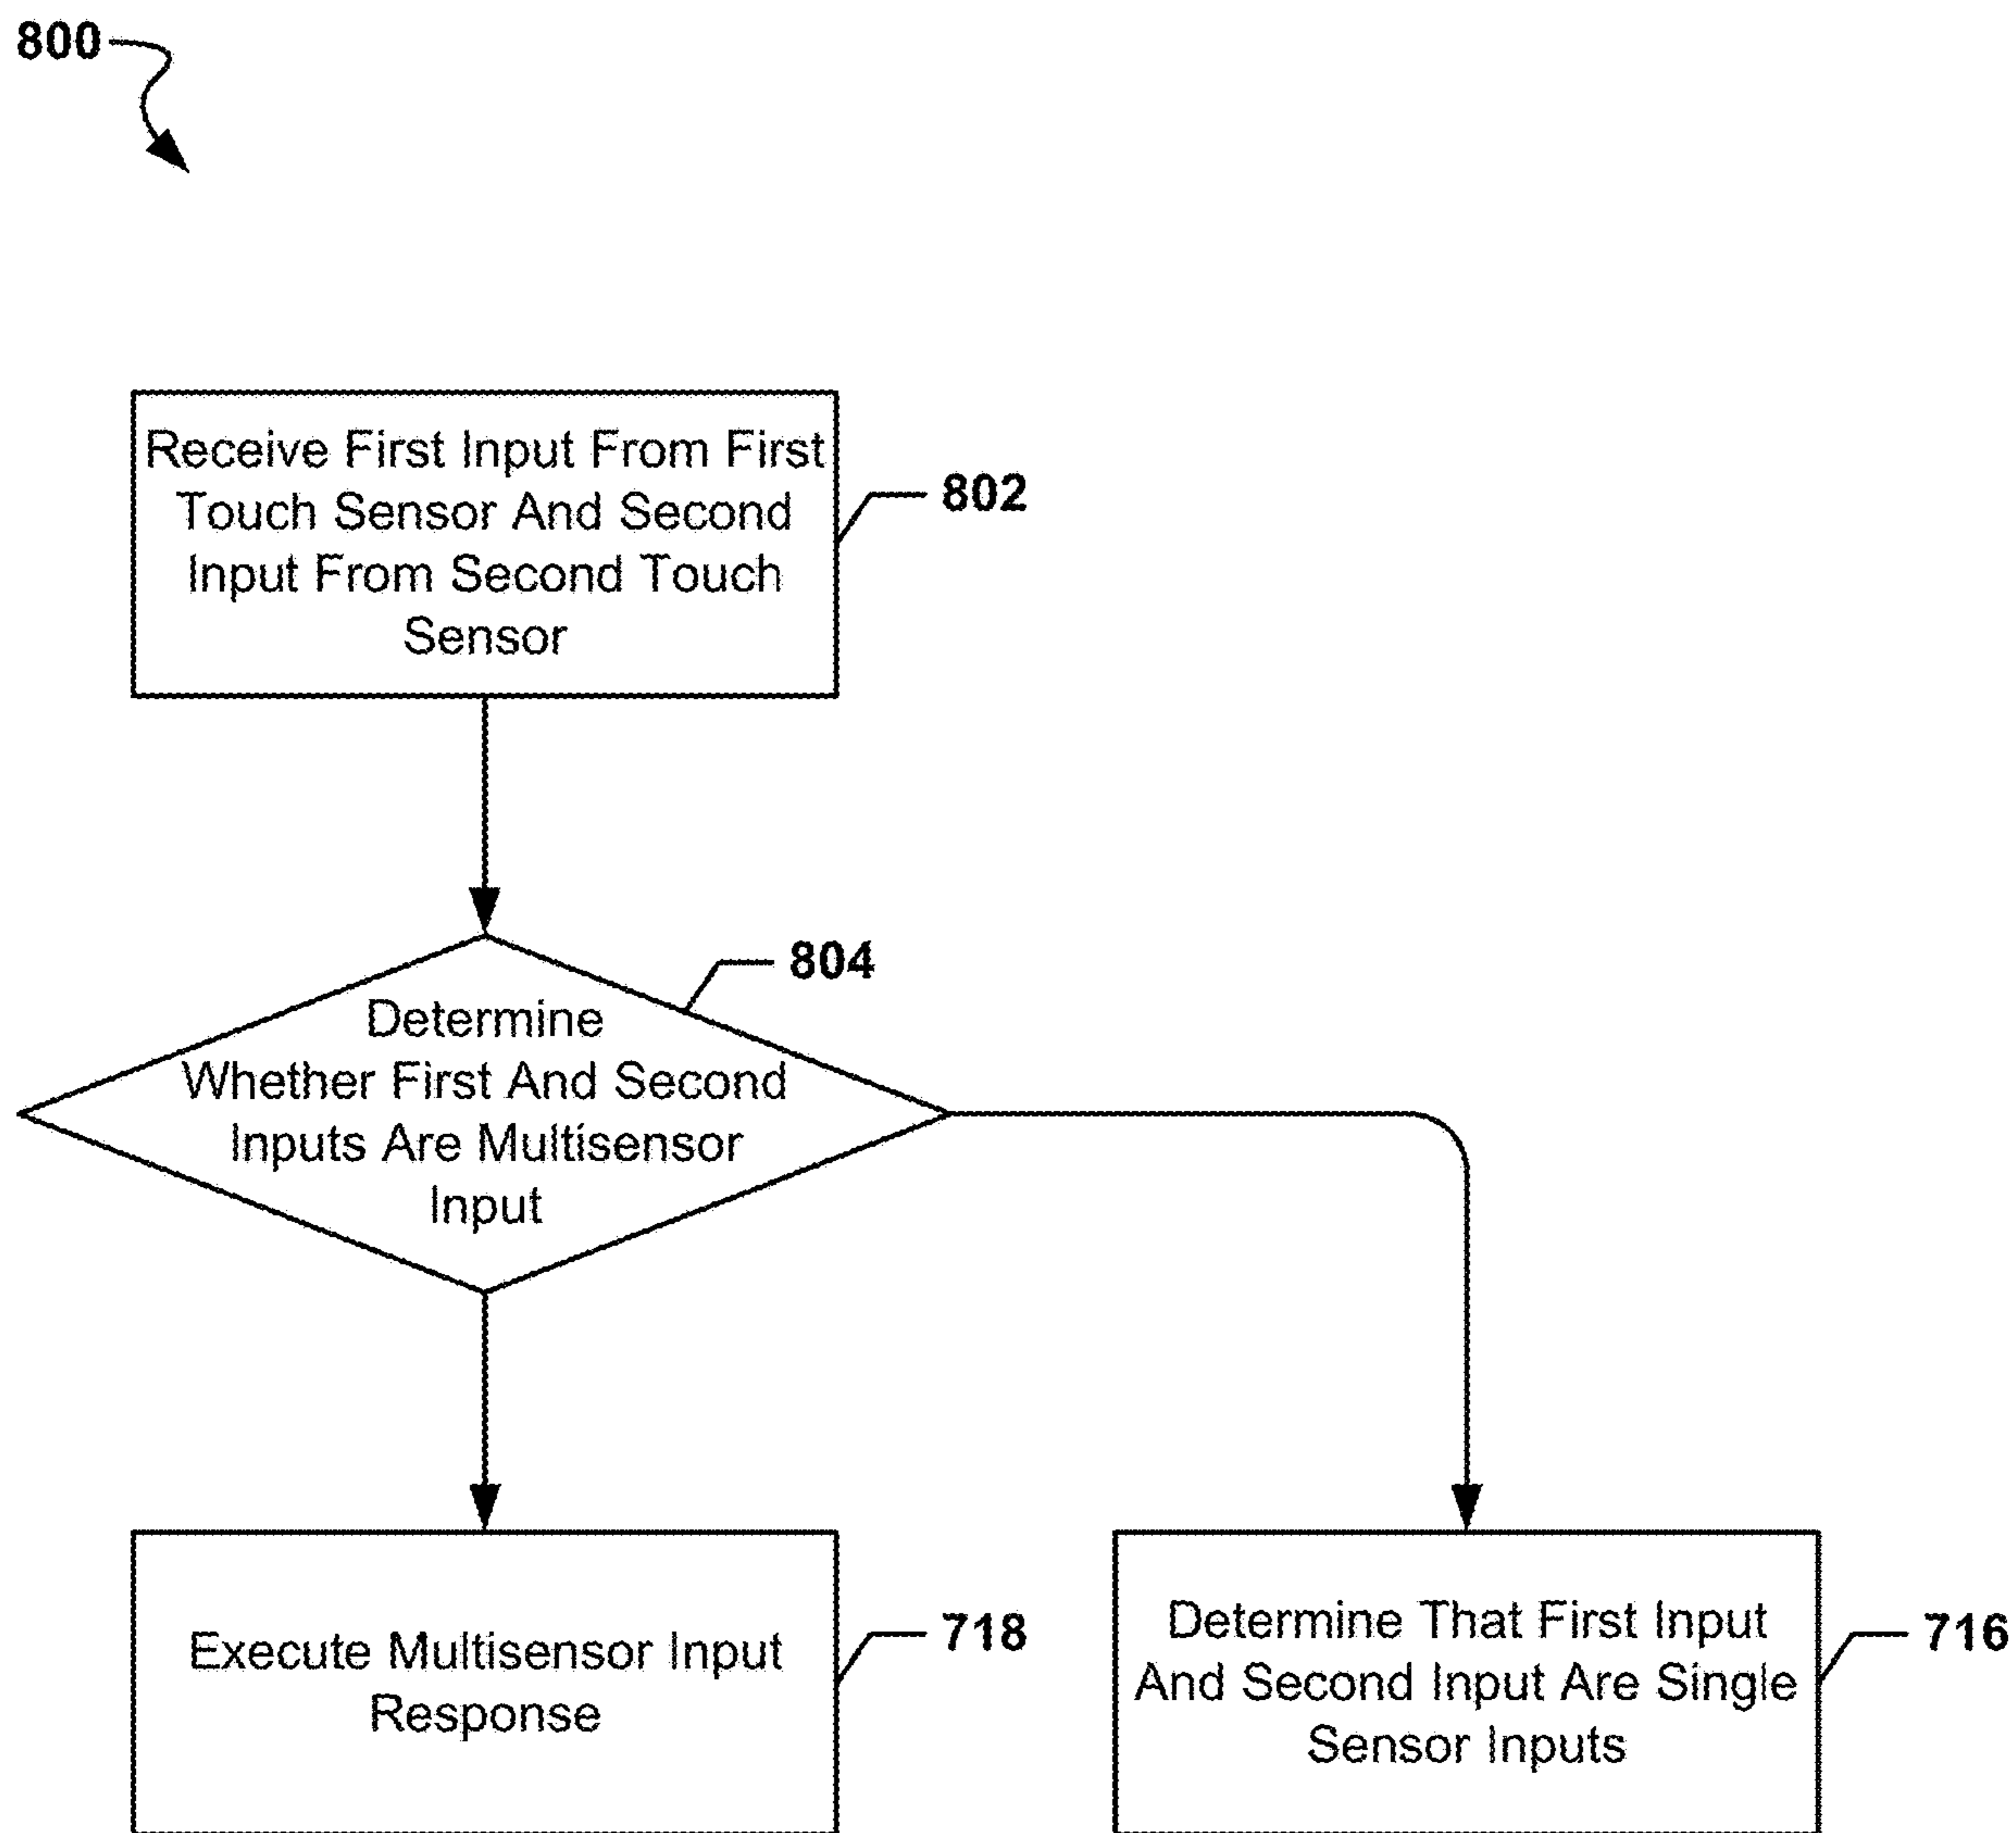 800
Receive First Input From First
Touch Sensor And Second
Input From Second Touch
Sensor
802
804
Determine
Whether First And Second
Inputs Are Multisensor
Input
Execute Multisensor Input
Response
718
Determine That First Input
And Second Input Are Single
Sensor Inputs
716